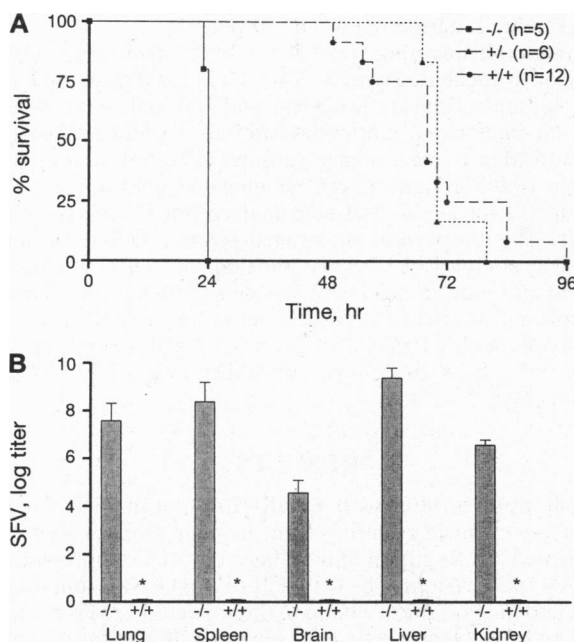 A
100
75
50
25
0
% survival
-/- (n=5)
+/- (n=6)
+/+ (n=12)
0 24 48 72 96
Time, hr
B
10
8
6
4
2
0
SFV, log titer
* * * *
-/- +/+ -/- +/+ -/- +/+ -/- +/+ -/- +/+
Lung Spleen Brain Liver Kidney